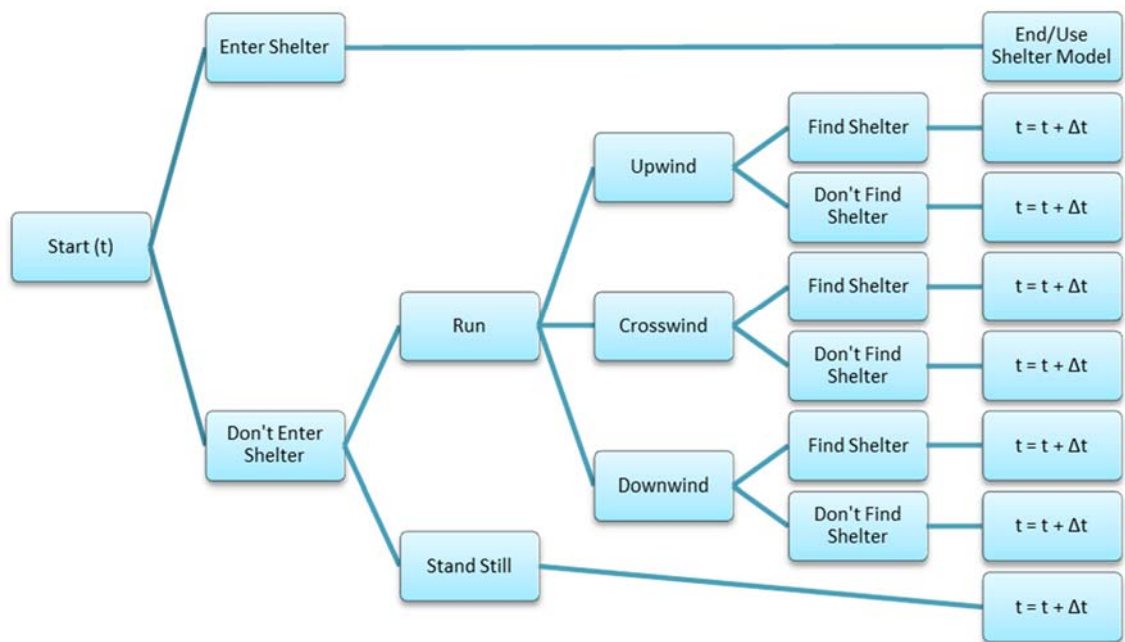 Enter Shelter
End/Use
Shelter Model
Find Shelter
t = t + Δt
Upwind
Don't Find
Shelter
t = t + Δt
Start (t)
Find Shelter
t = t + Δt
Run
Crosswind
Don't Find
Shelter
t = t + Δt
Don't Enter
Shelter
Find Shelter
t = t + Δt
Downwind
Don't Find
Shelter
t = t + Δt
Stand Still
t = t + Δt